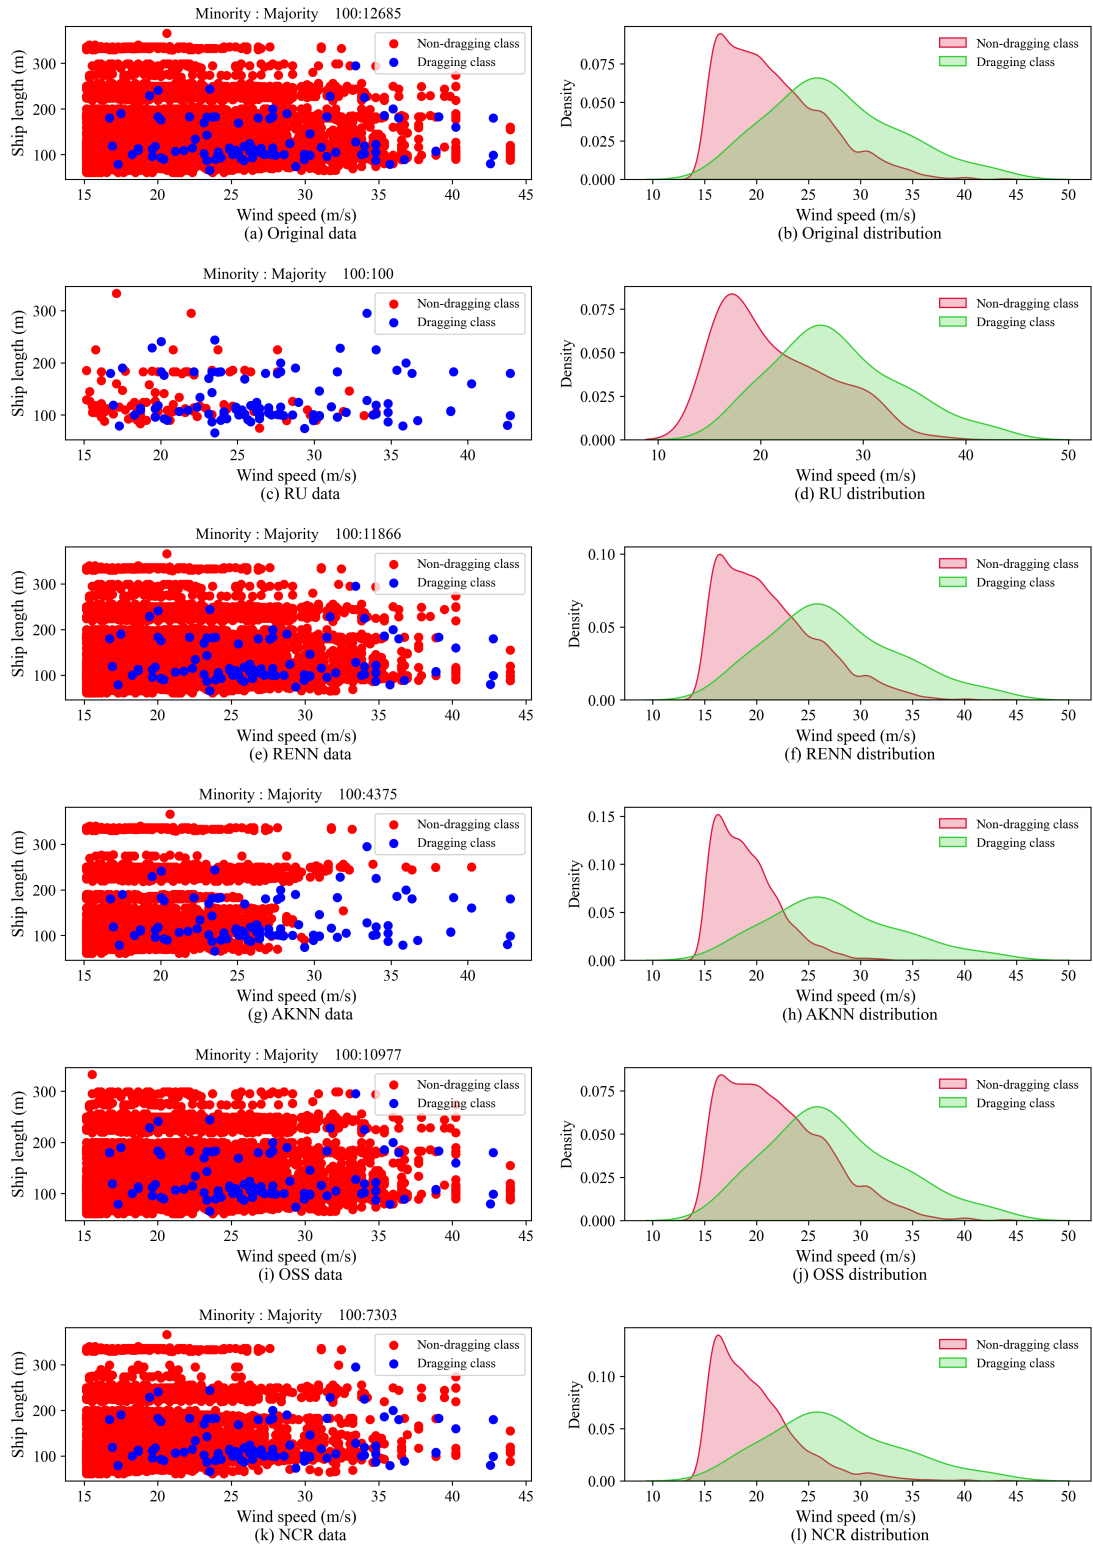 Minority : Majority 100:12685
Ship length (m)
300
200
100
Non-dragging class
Dragging class
15 20 25 30 35 40 45
Wind speed (m/s)
(a) Original data
Density
0.075
0.050
0.025
0.000
Non-dragging class
Dragging class
10 15 20 25 30 35 40 45 50
Wind speed (m/s)
(b) Original distribution
Minority : Majority 100:100
Ship length (m)
300
200
100
Non-dragging class
Dragging class
15 20 25 30 35 40
Wind speed (m/s)
(c) RU data
Density
0.075
0.050
0.025
0.000
Non-dragging class
Dragging class
10 20 30 40 50
Wind speed (m/s)
(d) RU distribution
Minority : Majority 100:11866
Ship length (m)
300
200
100
Non-dragging class
Dragging class
15 20 25 30 35 40 45
Wind speed (m/s)
(e) RENN data
Density
0.10
0.05
0.00
Non-dragging class
Dragging class
10 15 20 25 30 35 40 45 50
Wind speed (m/s)
(f) RENN distribution
Minority : Majority 100:4375
Ship length (m)
300
200
100
Non-dragging class
Dragging class
15 20 25 30 35 40
Wind speed (m/s)
(g) AKNN data
Density
0.15
0.10
0.05
0.00
Non-dragging class
Dragging class
10 15 20 25 30 35 40 45 50
Wind speed (m/s)
(h) AKNN distribution
Minority : Majority 100:10977
Ship length (m)
300
200
100
Non-dragging class
Dragging class
15 20 25 30 35 40 45
Wind speed (m/s)
(i) OSS data
Density
0.075
0.050
0.025
0.000
Non-dragging class
Dragging class
10 15 20 25 30 35 40 45 50
Wind speed (m/s)
(j) OSS distribution
Minority : Majority 100:7303
Ship length (m)
300
200
100
Non-dragging class
Dragging class
15 20 25 30 35 40 45
Wind speed (m/s)
(k) NCR data
Density
0.10
0.05
0.00
Non-dragging class
Dragging class
10 15 20 25 30 35 40 45 50
Wind speed (m/s)
(l) NCR distribution